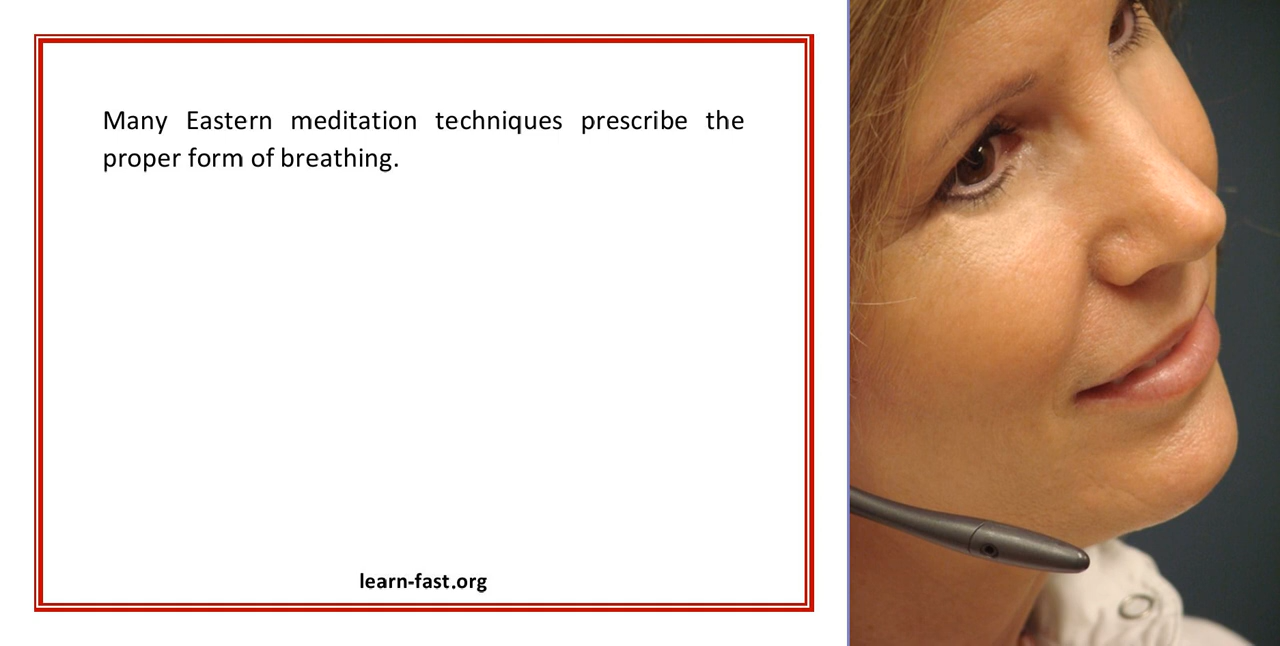 Many Eastern meditation techniques prescribe the
proper form of breathing.
learn-fast.org